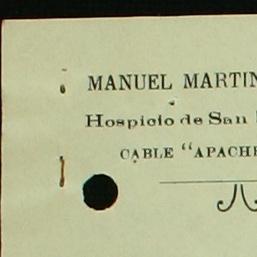 MANUEL MARTIN
Hospicio de San
CABLE "APACHE